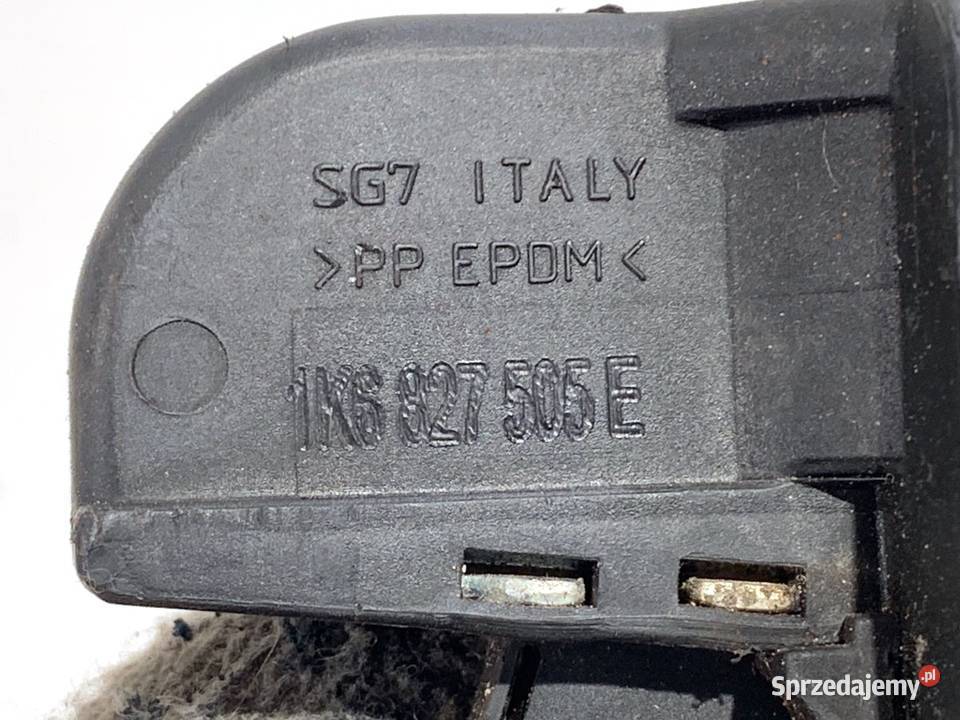 SG7 ITALY
>PP EPDM<
1K6 827 505 E
Sprzedajemy.pl